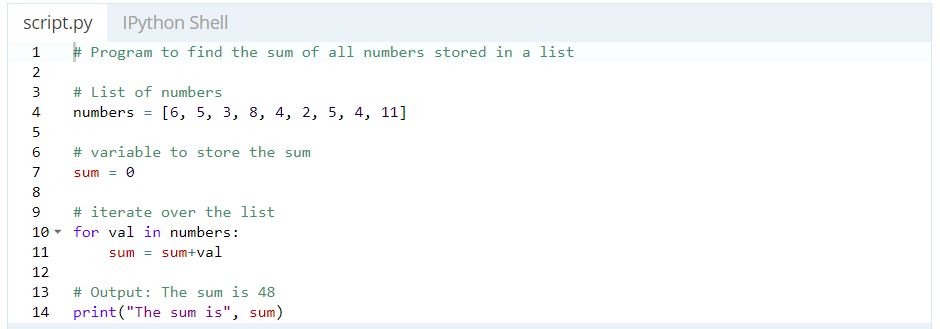 script.py IPython Shell
1 # Program to find the sum of all numbers stored in a list
2
3 # List of numbers
4 numbers = [6, 5, 3, 8, 4, 2, 5, 4, 11]
5
6 # variable to store the sum
7 sum = 0
8
9 # iterate over the list
10 for val in numbers:
11     sum = sum+val
12
13 # Output: The sum is 48
14 print("The sum is", sum)